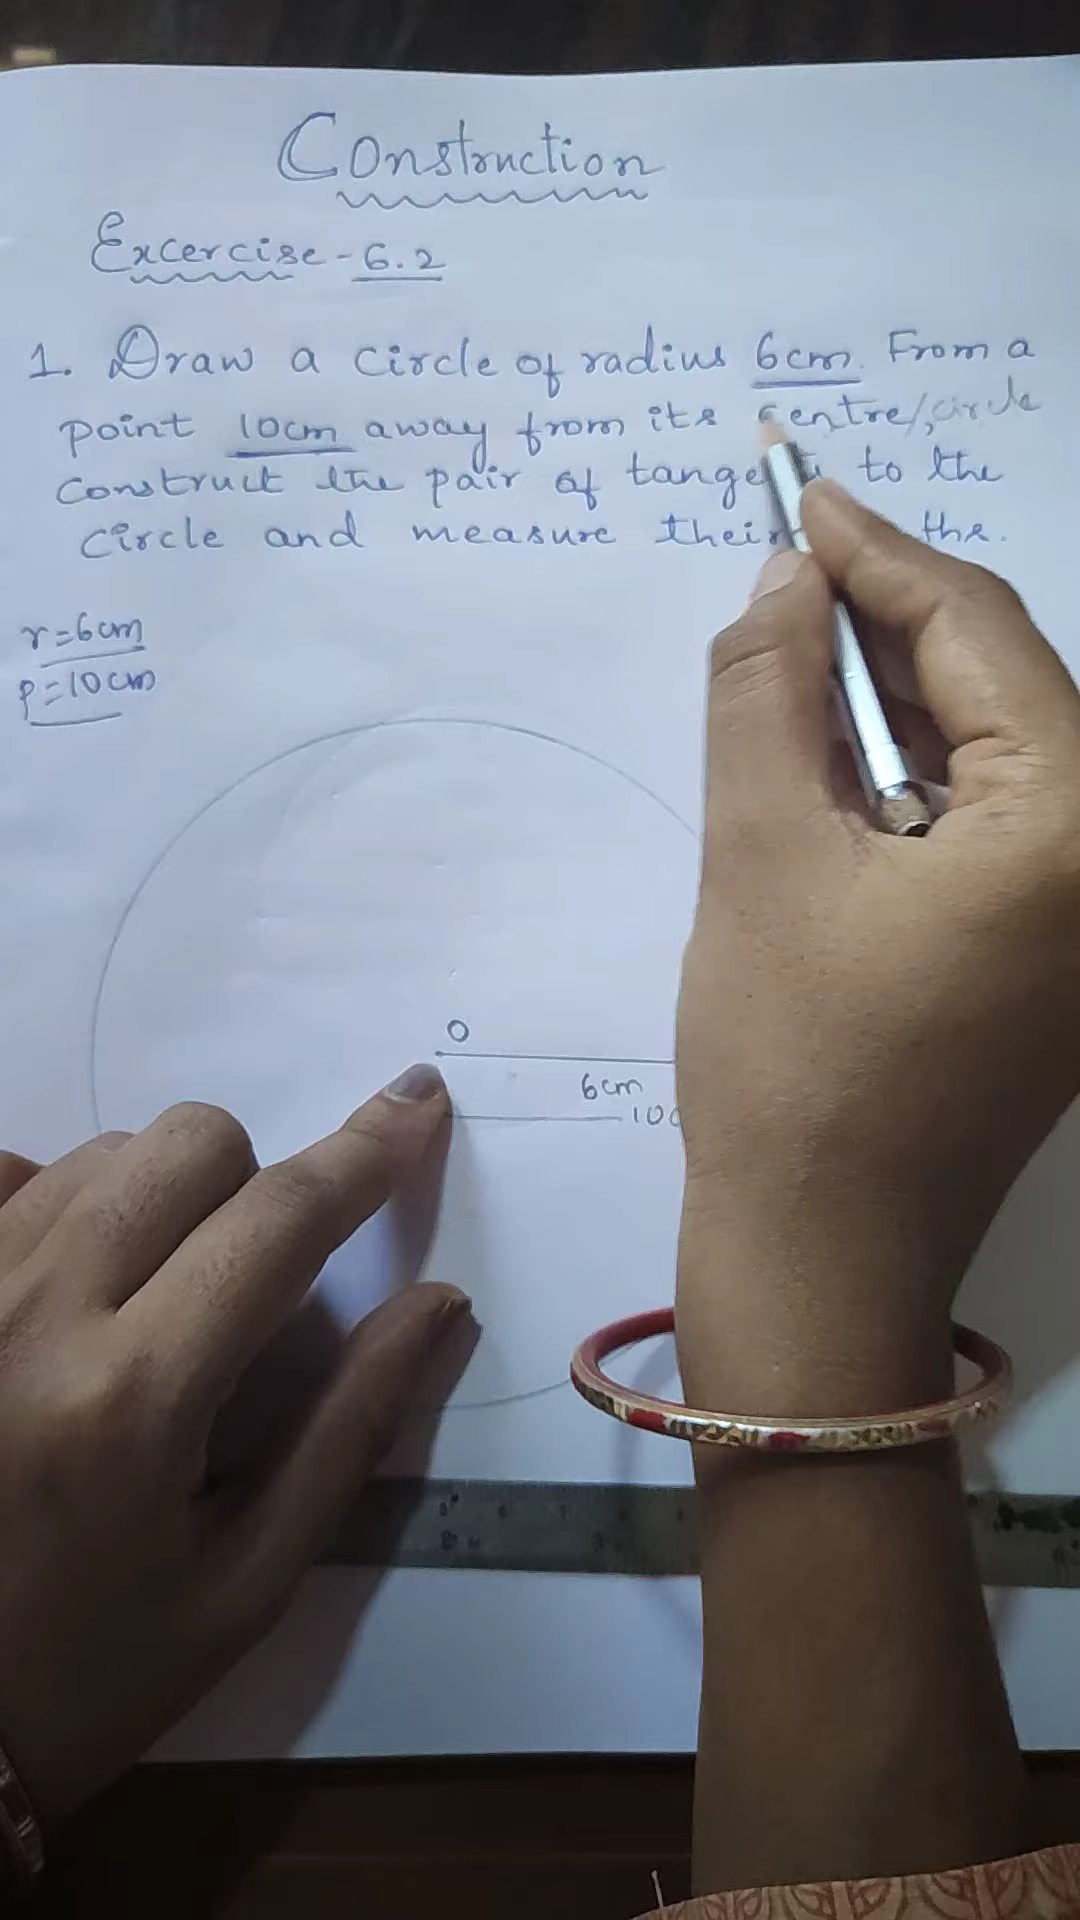 Construction
Excercise - 6.2
1. Draw a circle of radius 6cm. From a
point 10cm away from its centre/circle
construct the pair of tange to the
circle and measure their the.
r=6cm
P=10cm
O
6cm
10